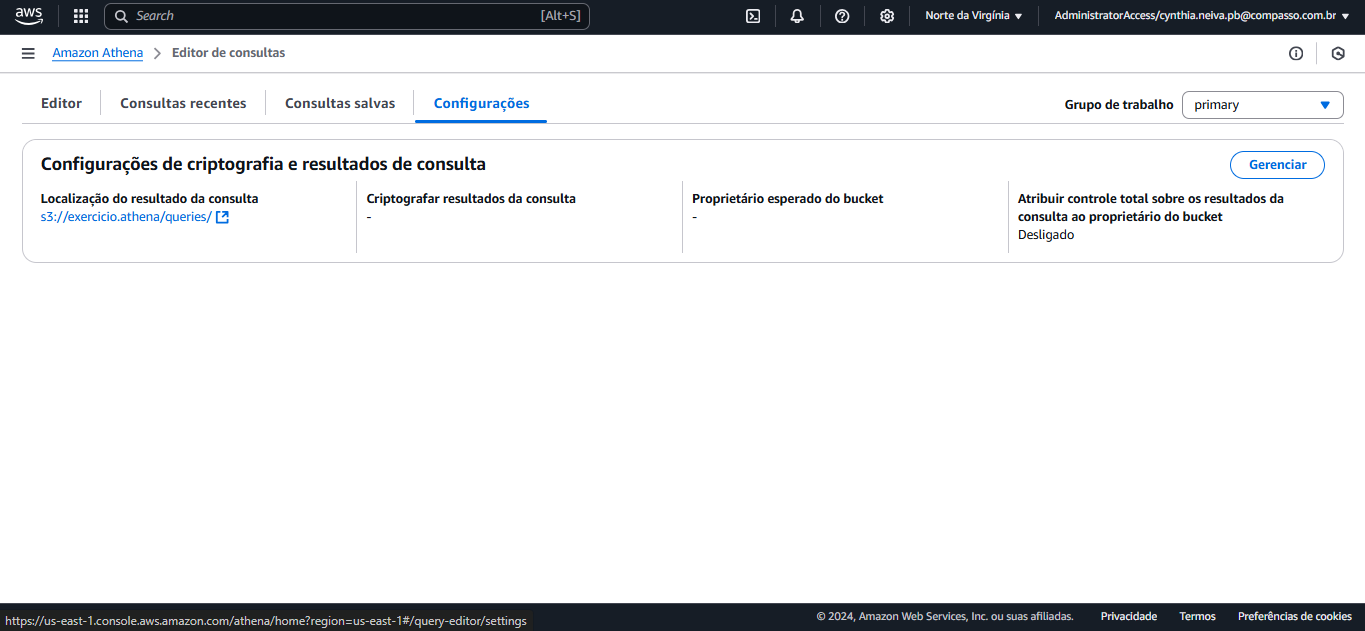 aws
Search [Alt+S]
Norte da Virgínia
AdministratorAccess/cynthia.neiva.pb@compasso.com.br
Amazon Athena
Editor de consultas
Editor
Consultas recentes
Consultas salvas
Configurações
Grupo de trabalho
primary
Configurações de criptografia e resultados de consulta
Gerenciar
Localização do resultado da consulta
s3://exercicio.athena/queries/
Criptografar resultados da consulta
-
Proprietário esperado do bucket
-
Atribuir controle total sobre os resultados da
consulta ao proprietário do bucket
Desligado
https://us-east-1.console.aws.amazon.com/athena/home?region=us-east-1#/query-editor/settings
© 2024, Amazon Web Services, Inc. ou suas afiliadas.
Privacidade
Termos
Preferências de cookies